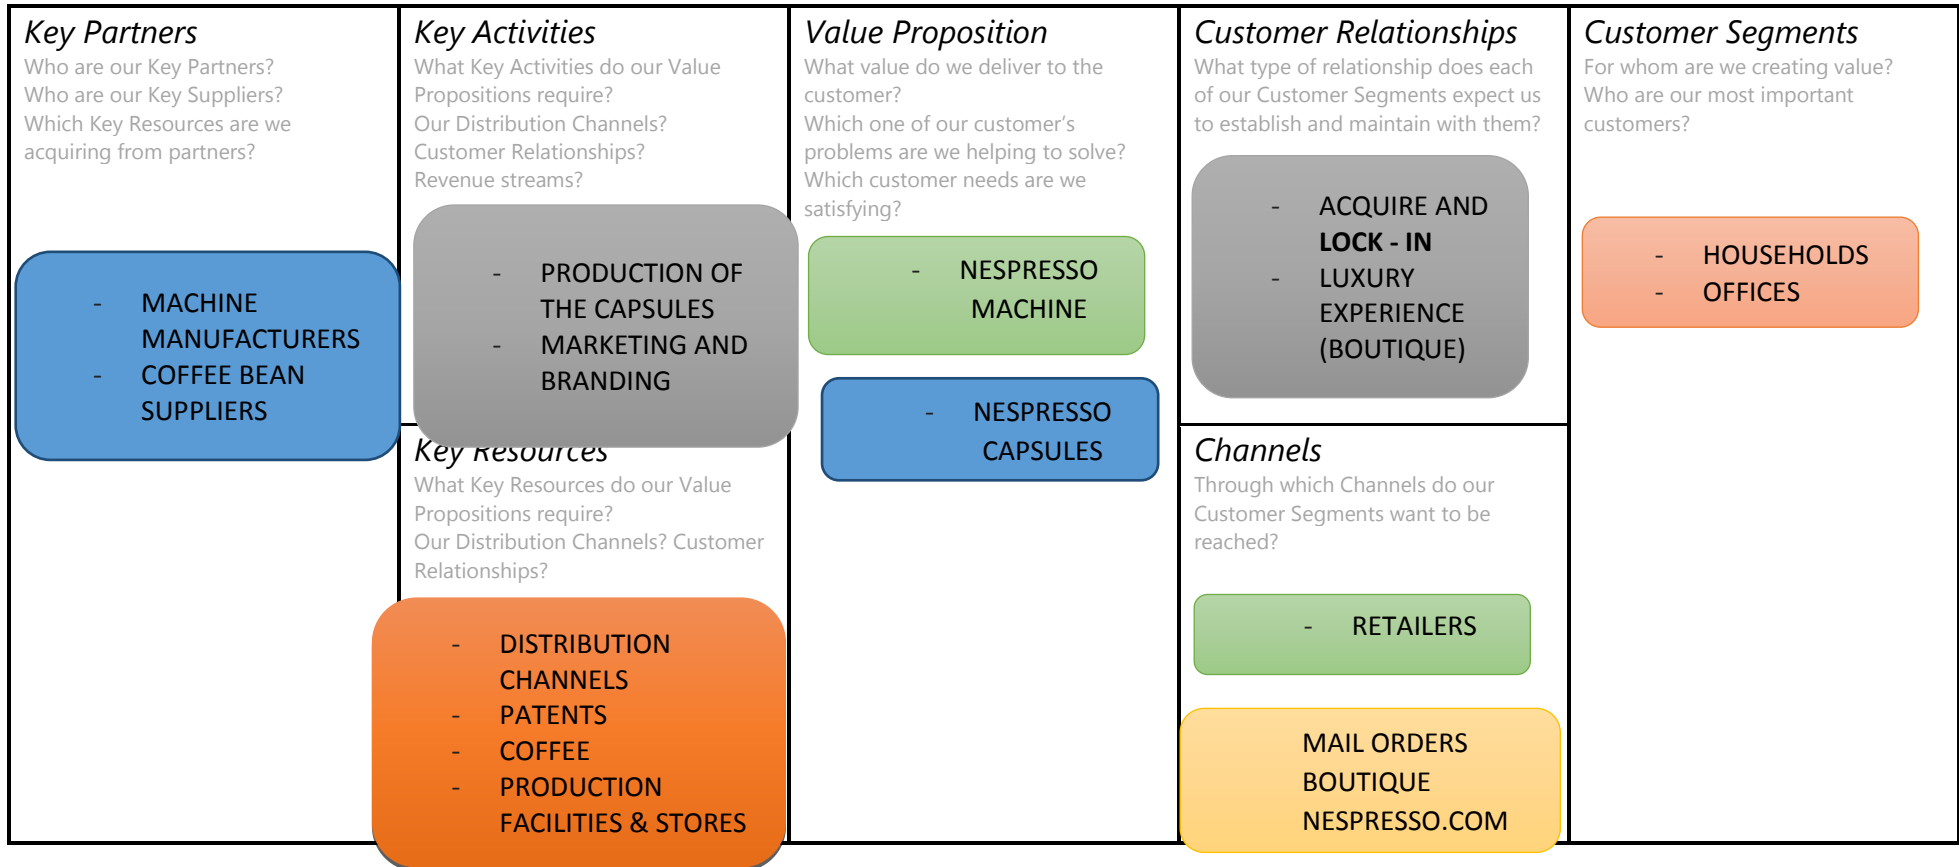 Key Partners
Who are our Key Partners?
Who are our Key Suppliers?
Which Key Resources are we
acquiring from partners?
- MACHINE
MANUFACTURERS
- COFFEE BEAN
SUPPLIERS
Key Activities
What Key Activities do our Value
Propositions require?
Our Distribution Channels?
Customer Relationships?
Revenue streams?
- PRODUCTION OF
THE CAPSULES
- MARKETING AND
BRANDING
Key Resources
What Key Resources do our Value
Propositions require?
Our Distribution Channels? Customer
Relationships?
- DISTRIBUTION
CHANNELS
- PATENTS
- COFFEE
- PRODUCTION
FACILITIES & STORES
Value Proposition
What value do we deliver to the
customer?
Which one of our customer’s
problems are we helping to solve?
Which customer needs are we
satisfying?
- NESPRESSO
MACHINE
- NESPRESSO
CAPSULES
Customer Relationships
What type of relationship does each
of our Customer Segments expect us
to establish and maintain with them?
- ACQUIRE AND
LOCK - IN
- LUXURY
EXPERIENCE
(BOUTIQUE)
Channels
Through which Channels do our
Customer Segments want to be
reached?
- RETAILERS
MAIL ORDERS
BOUTIQUE
NESPRESSO.COM
Customer Segments
For whom are we creating value?
Who are our most important
customers?
- HOUSEHOLDS
- OFFICES